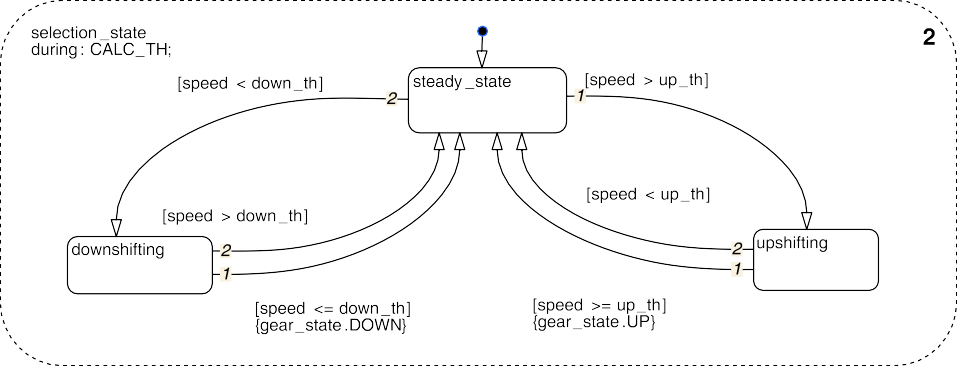 selection_state
during: CALC_TH;
2
[speed < down_th]
2
steady_state
1
[speed > up_th]
[speed > down_th]
[speed < up_th]
downshifting
2
1
2
1
upshifting
[speed <= down_th]
{gear_state.DOWN}
[speed >= up_th]
{gear_state.UP}